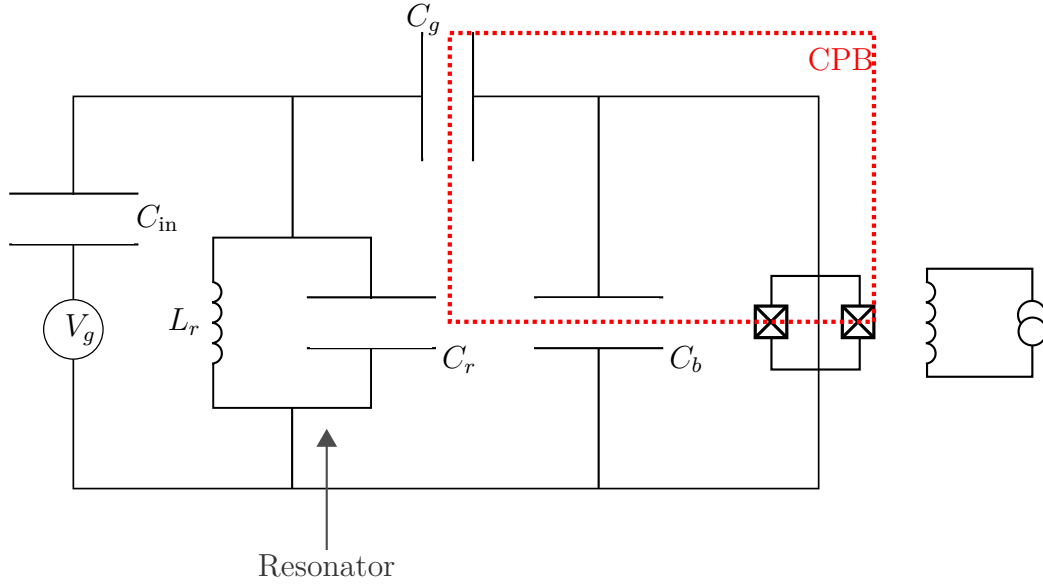 C_g
CPB
C_in
V_g
L_r
C_r
C_b
Resonator